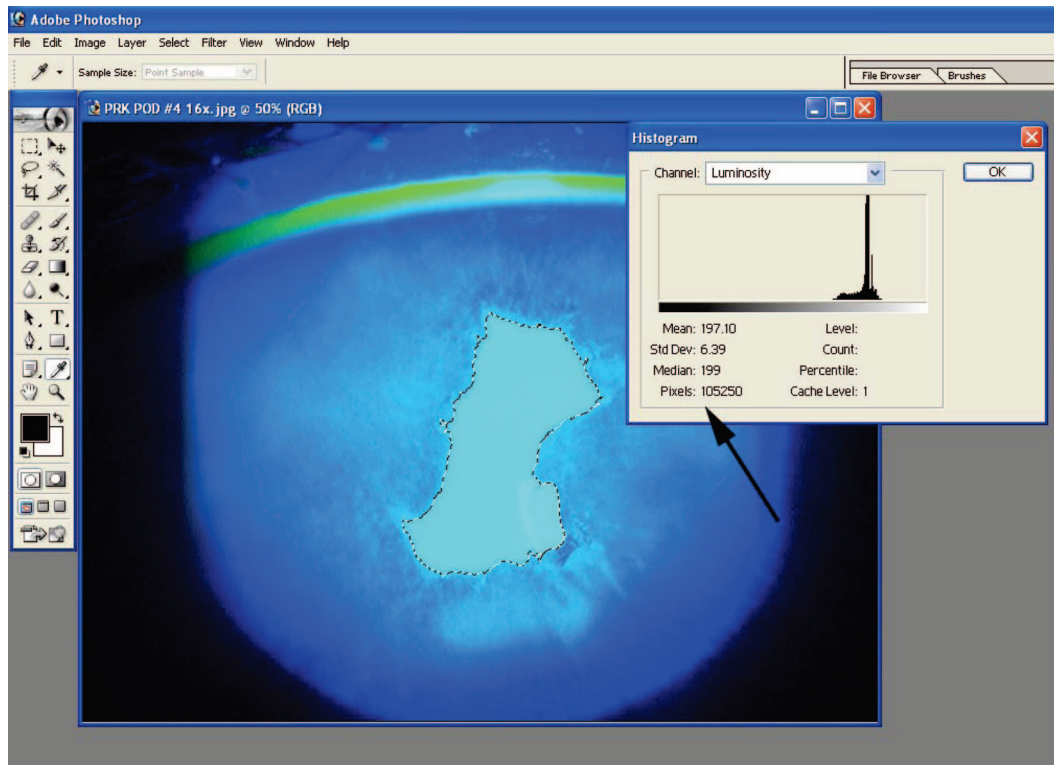 Adobe Photoshop
File Edit Image Layer Select Filter View Window Help
Sample Size: Point Sample
File Browser Brushes
PRK POD #4 16x.jpg @ 50% (RGB)
Histogram
Channel: Luminosity
OK
Mean: 197.10 Level:
Std Dev: 6.39 Count:
Median: 199 Percentile:
Pixels: 105250 Cache Level: 1
T